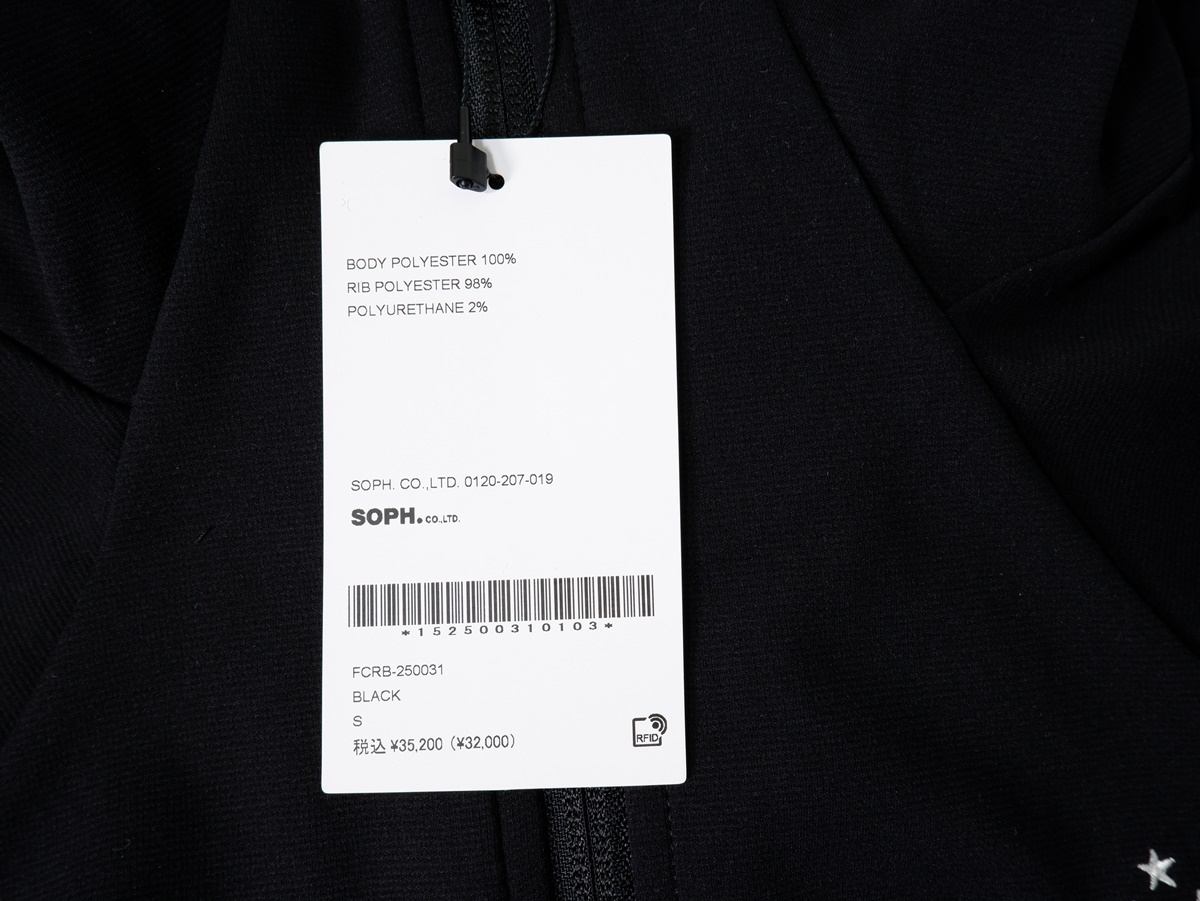 BODY POLYESTER 100%
RIB POLYESTER 98%
POLYURETHANE 2%
SOPH. CO.,LTD. 0120-207-019
SOPH. CO.,LTD.
*152500310103*
FCRB-250031
BLACK
S
税込 ¥35,200 (¥32,000)
RFID